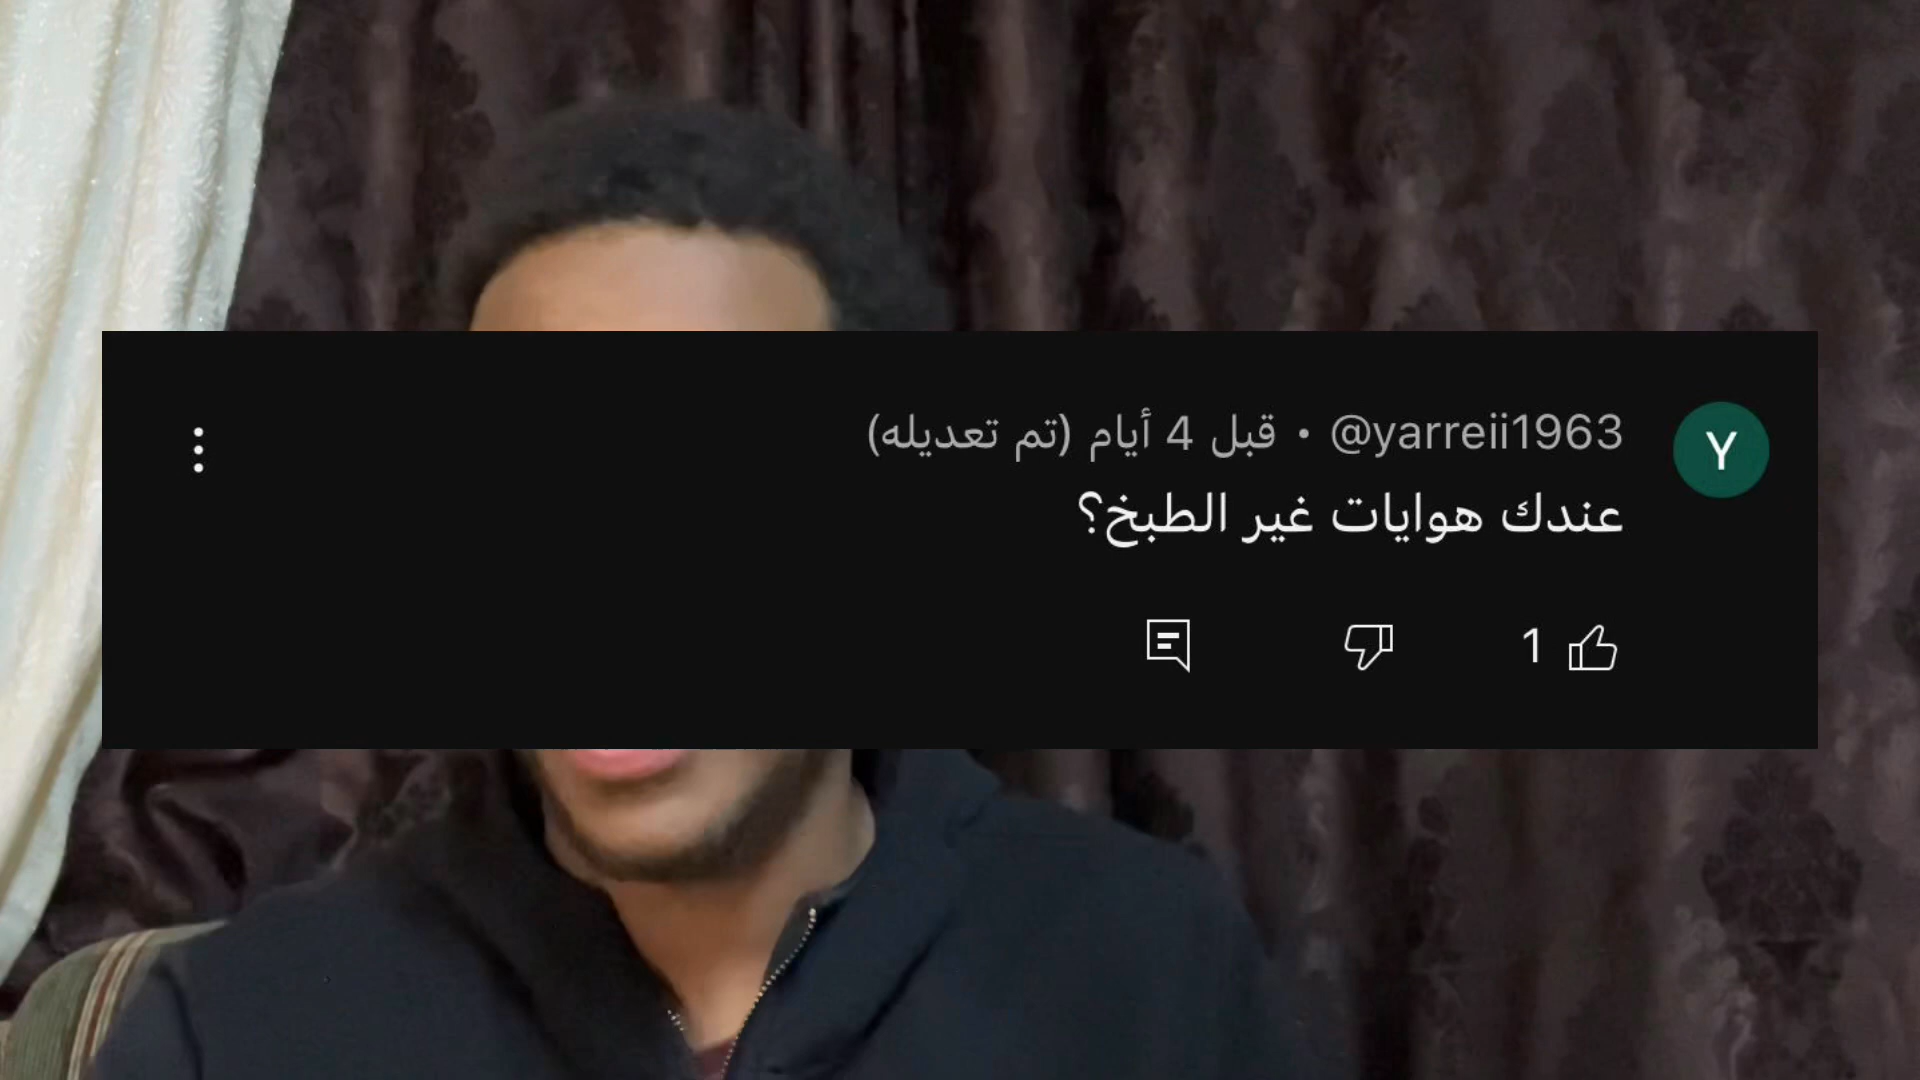 @yarreii1963 • قبل 4 أيام (تم تعديله)
Y
عندك هوايات غير الطبخ؟
1